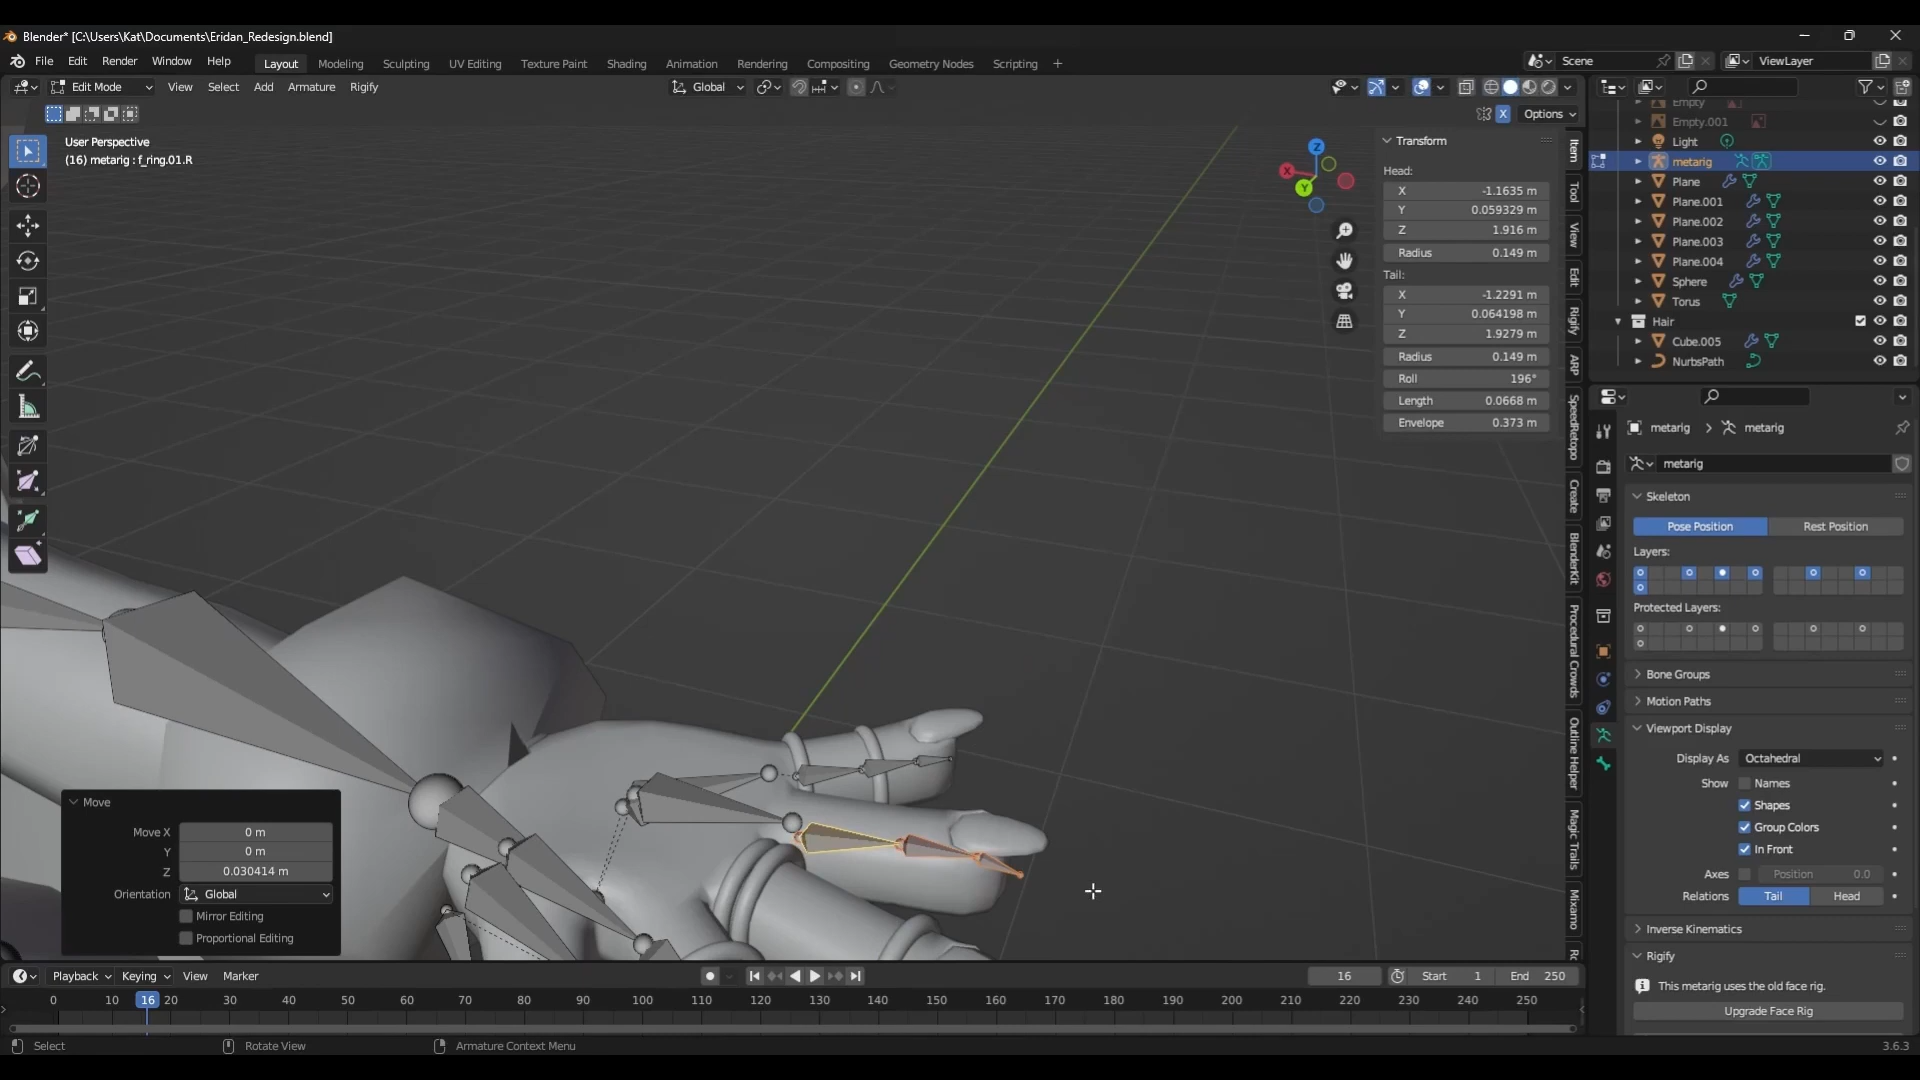 Blender* [C:\Users\Kat\Documents\Eridan_Redesign.blend]
File Edit Render Window Help
Layout Modeling Sculpting UV Editing Texture Paint Shading Animation Rendering Compositing Geometry Nodes Scripting +
Scene
ViewLayer
Edit Mode View Select Add Armature Rigify
Global
X Options
User Perspective
(16) metarig : f_ring.01.R
Z
X
Y
Transform
Head:
X -1.1635 m
Y 0.059329 m
Z 1.916 m
Radius 0.149 m
Tail:
X -1.2291 m
Y 0.064198 m
Z 1.9279 m
Radius 0.149 m
Roll 196°
Length 0.0668 m
Envelope 0.373 m
Item
Tool
View
Edit
Rigify
ARP
SpeedRetopo
Create
BlenderKit
Procedural Crowds
Outline Helper
Magic Trails
Mixamo
Empty
Empty.001
Light
metarig
Plane
Plane.001
Plane.002
Plane.003
Plane.004
Sphere
Torus
Hair
Cube.005
NurbsPath
metarig > metarig
metarig
Skeleton
Pose Position Rest Position
Layers:
Protected Layers:
Bone Groups
Motion Paths
Viewport Display
Display As Octahedral
Show Names
Shapes
Group Colors
In Front
Axes Position 0.0
Relations Tail Head
Inverse Kinematics
Rigify
This metarig uses the old face rig.
Upgrade Face Rig
Move
Move X 0 m
Y 0 m
Z 0.030414 m
Orientation Global
Mirror Editing
Proportional Editing
Playback Keying View Marker
16 Start 1 End 250
0 10 16 20 30 40 50 60 70 80 90 100 110 120 130 140 150 160 170 180 190 200 210 220 230 240 250
Select Rotate View Armature Context Menu
3.6.3